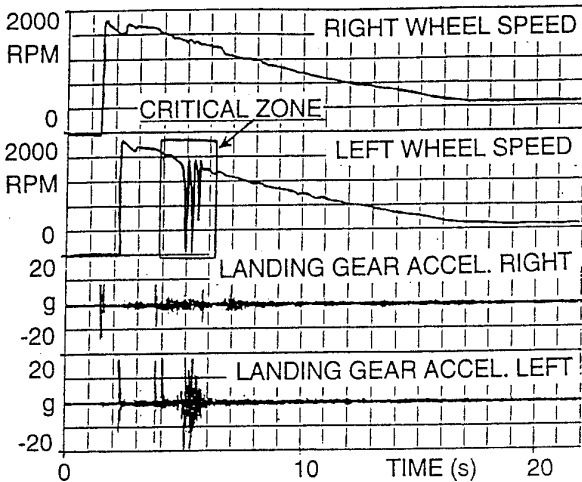 2000 RIGHT WHEEL SPEED
RPM
0 CRITICAL ZONE
2000 LEFT WHEEL SPEED
RPM
0
20 LANDING GEAR ACCEL. RIGHT
g
-20
20 LANDING GEAR ACCEL. LEFT
g
-20
0 10 TIME (s) 20